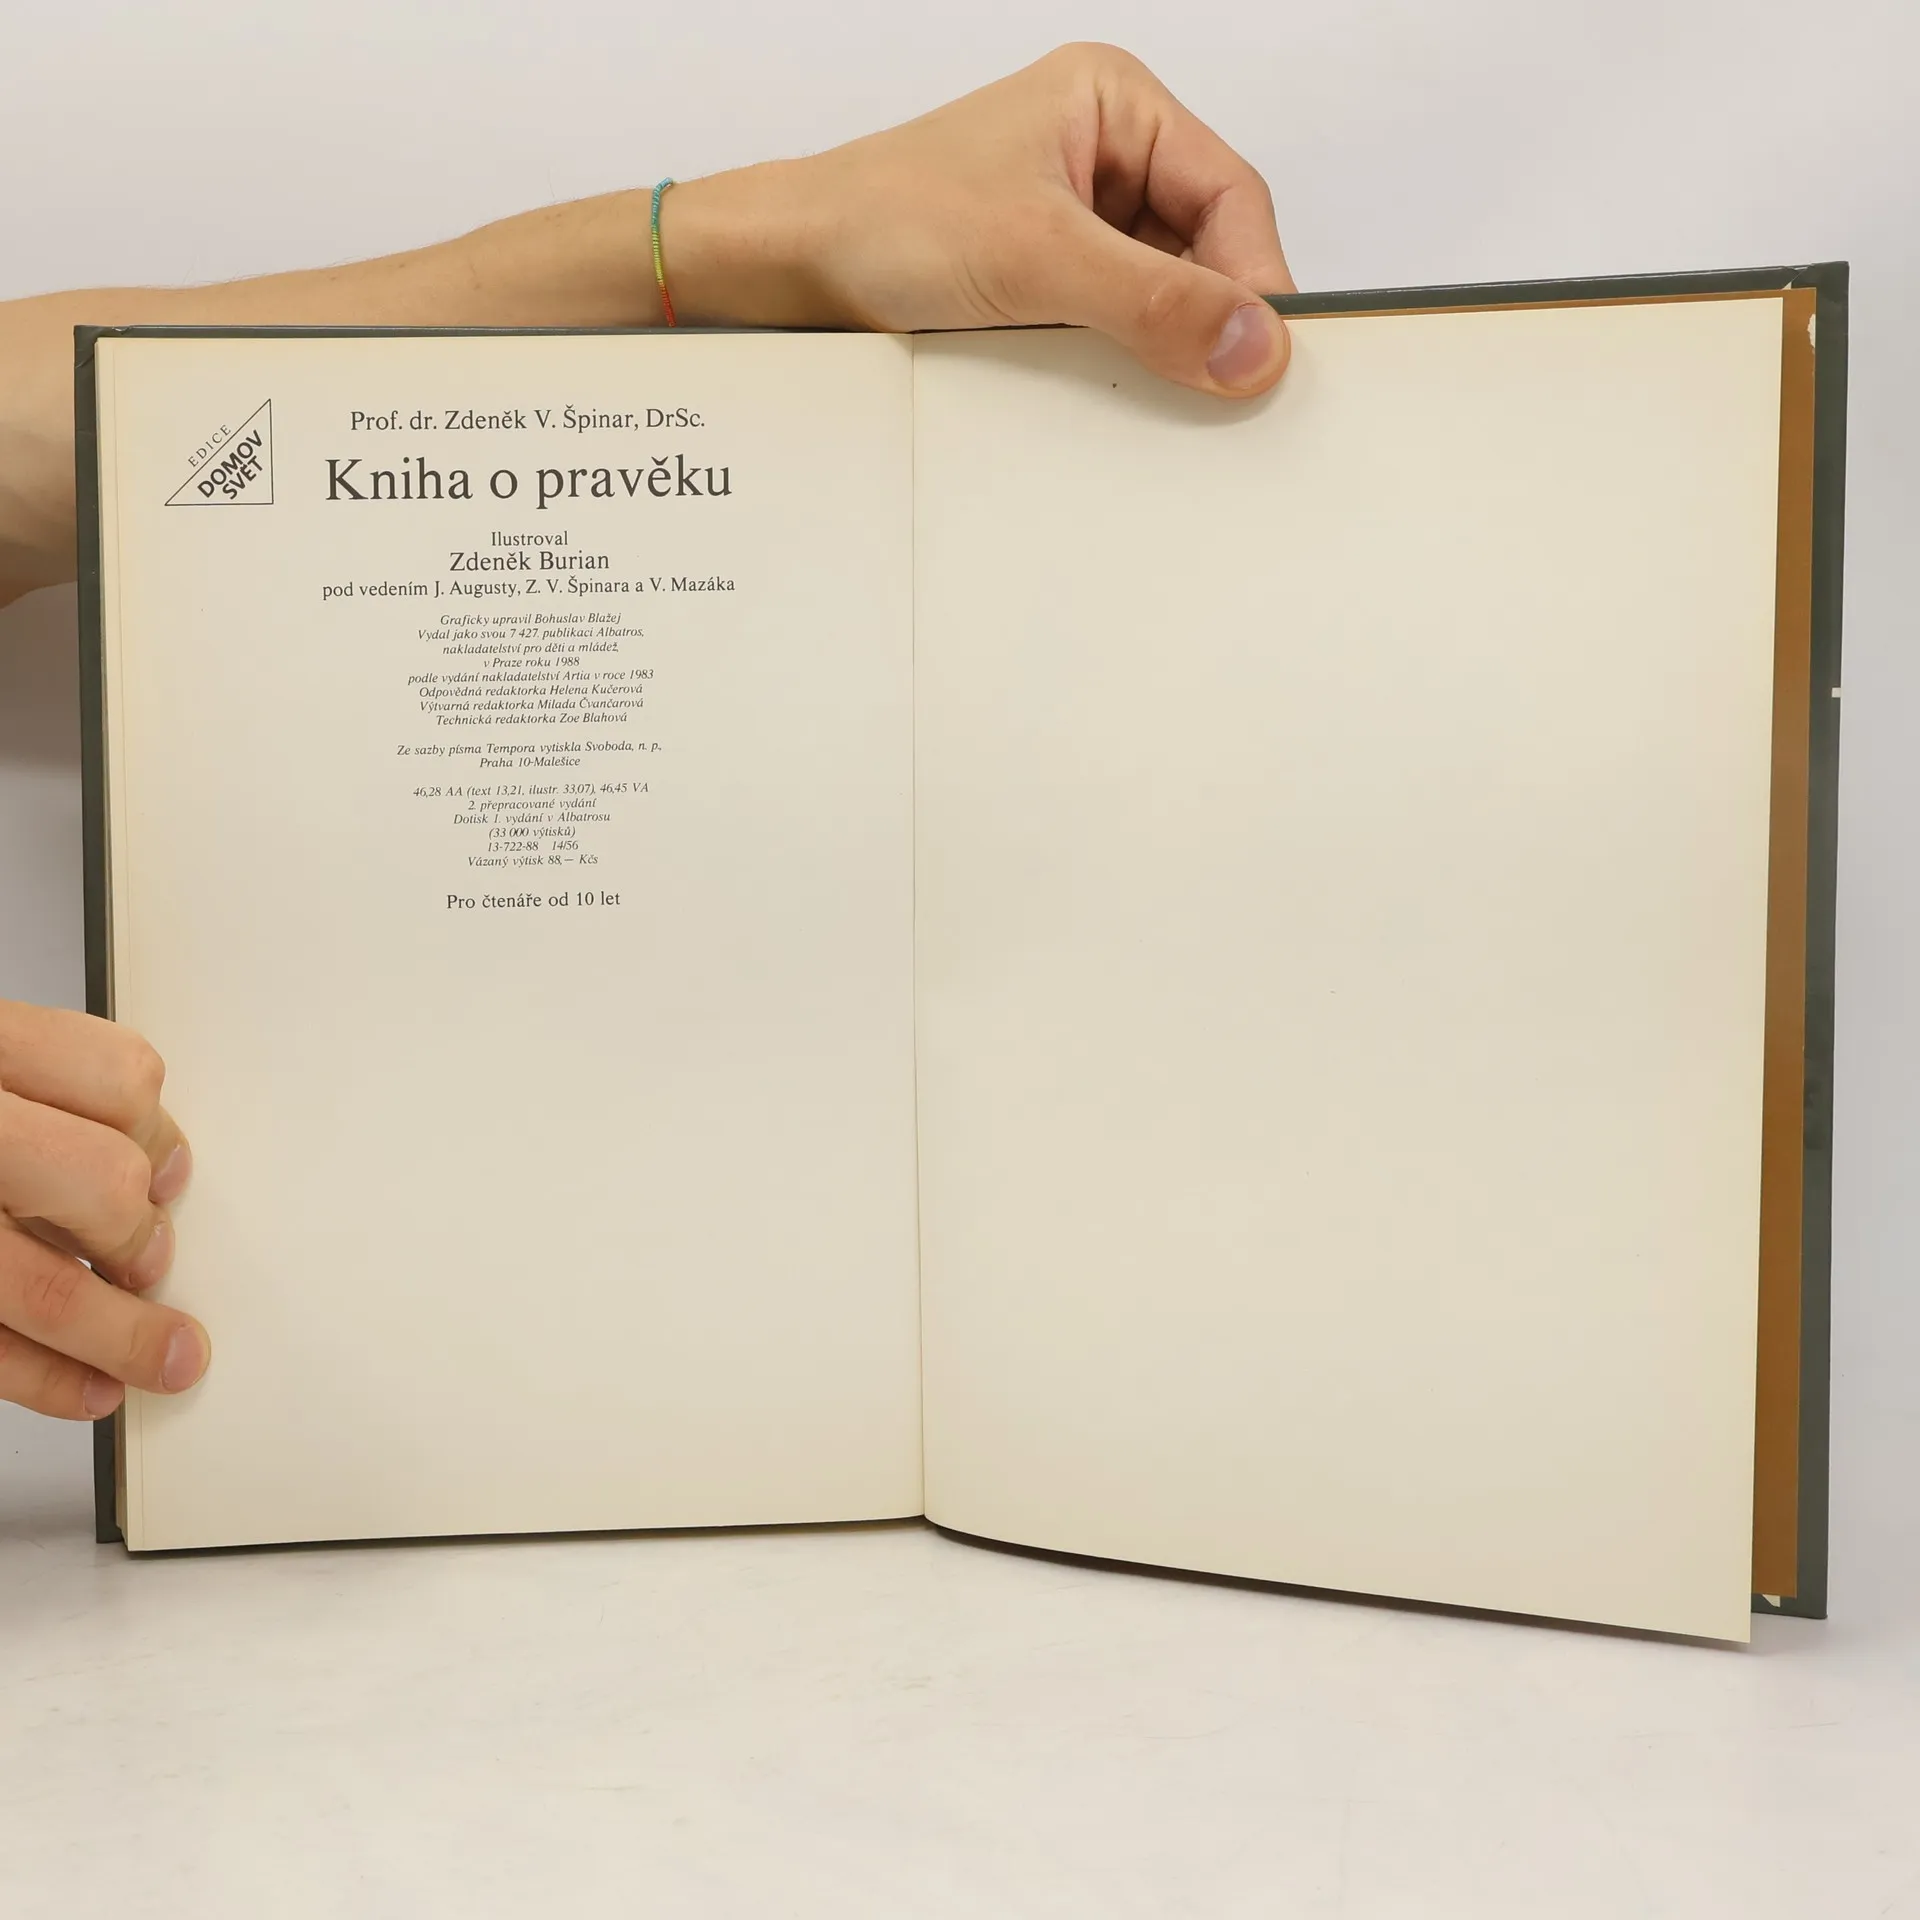 EDICE
DOMOV
SVĚT
Prof. dr. Zdeněk V. Špinar, DrSc.
Kniha o pravěku
Ilustroval
Zdeněk Burian
pod vedením J. Augusty, Z. V. Špinara a V. Mazáka
Graficky upravil Bohuslav Blažej
Vydal jako svou 7 427. publikaci Albatros,
nakladatelství pro děti a mládež,
v Praze roku 1988
podle vydání nakladatelství Artia v roce 1983
Odpovědná redaktorka Helena Kučerová
Výtvarná redaktorka Milada Čvančarová
Technická redaktorka Zoe Blahová
Ze sazby písma Tempora vytiskla Svoboda, n. p.,
Praha 10-Malešice
46,28 AA (text 13,21, ilustr. 33,07), 46,45 VA
2. přepracované vydání
Dotisk 1. vydání v Albatrosu
(33 000 výtisků)
13-722-88 14/56
Vázaný výtisk 88,— Kčs
Pro čtenáře od 10 let